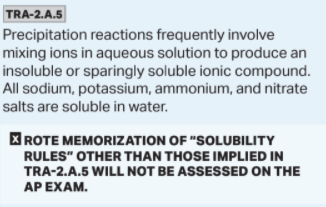 TRA-2.A.5
Precipitation reactions frequently involve
mixing ions in aqueous solution to produce an
insoluble or sparingly soluble ionic compound.
All sodium, potassium, ammonium, and nitrate
salts are soluble in water.
X ROTE MEMORIZATION OF “SOLUBILITY
RULES” OTHER THAN THOSE IMPLIED IN
TRA-2.A.5 WILL NOT BE ASSESSED ON THE
AP EXAM.